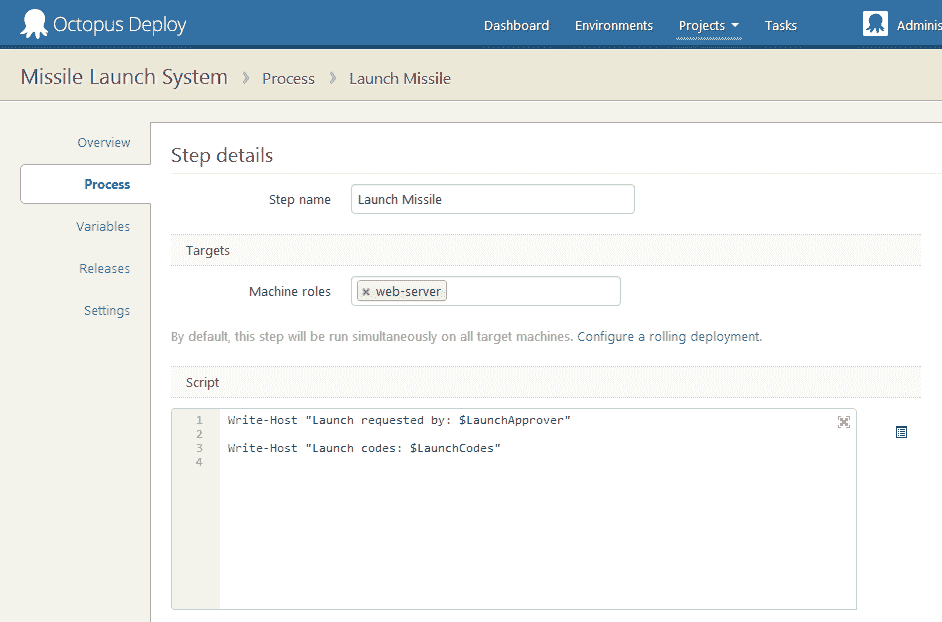 Octopus Deploy
Dashboard Environments Projects Tasks Adminis
Missile Launch System Process Launch Missile
Overview
Process
Variables
Releases
Settings
Step details
Step name Launch Missile
Targets
Machine roles web-server
By default, this step will be run simultaneously on all target machines. Configure a rolling deployment.
Script
1 Write-Host "Launch requested by: $LaunchApprover"
2
3 Write-Host "Launch codes: $LaunchCodes"
4